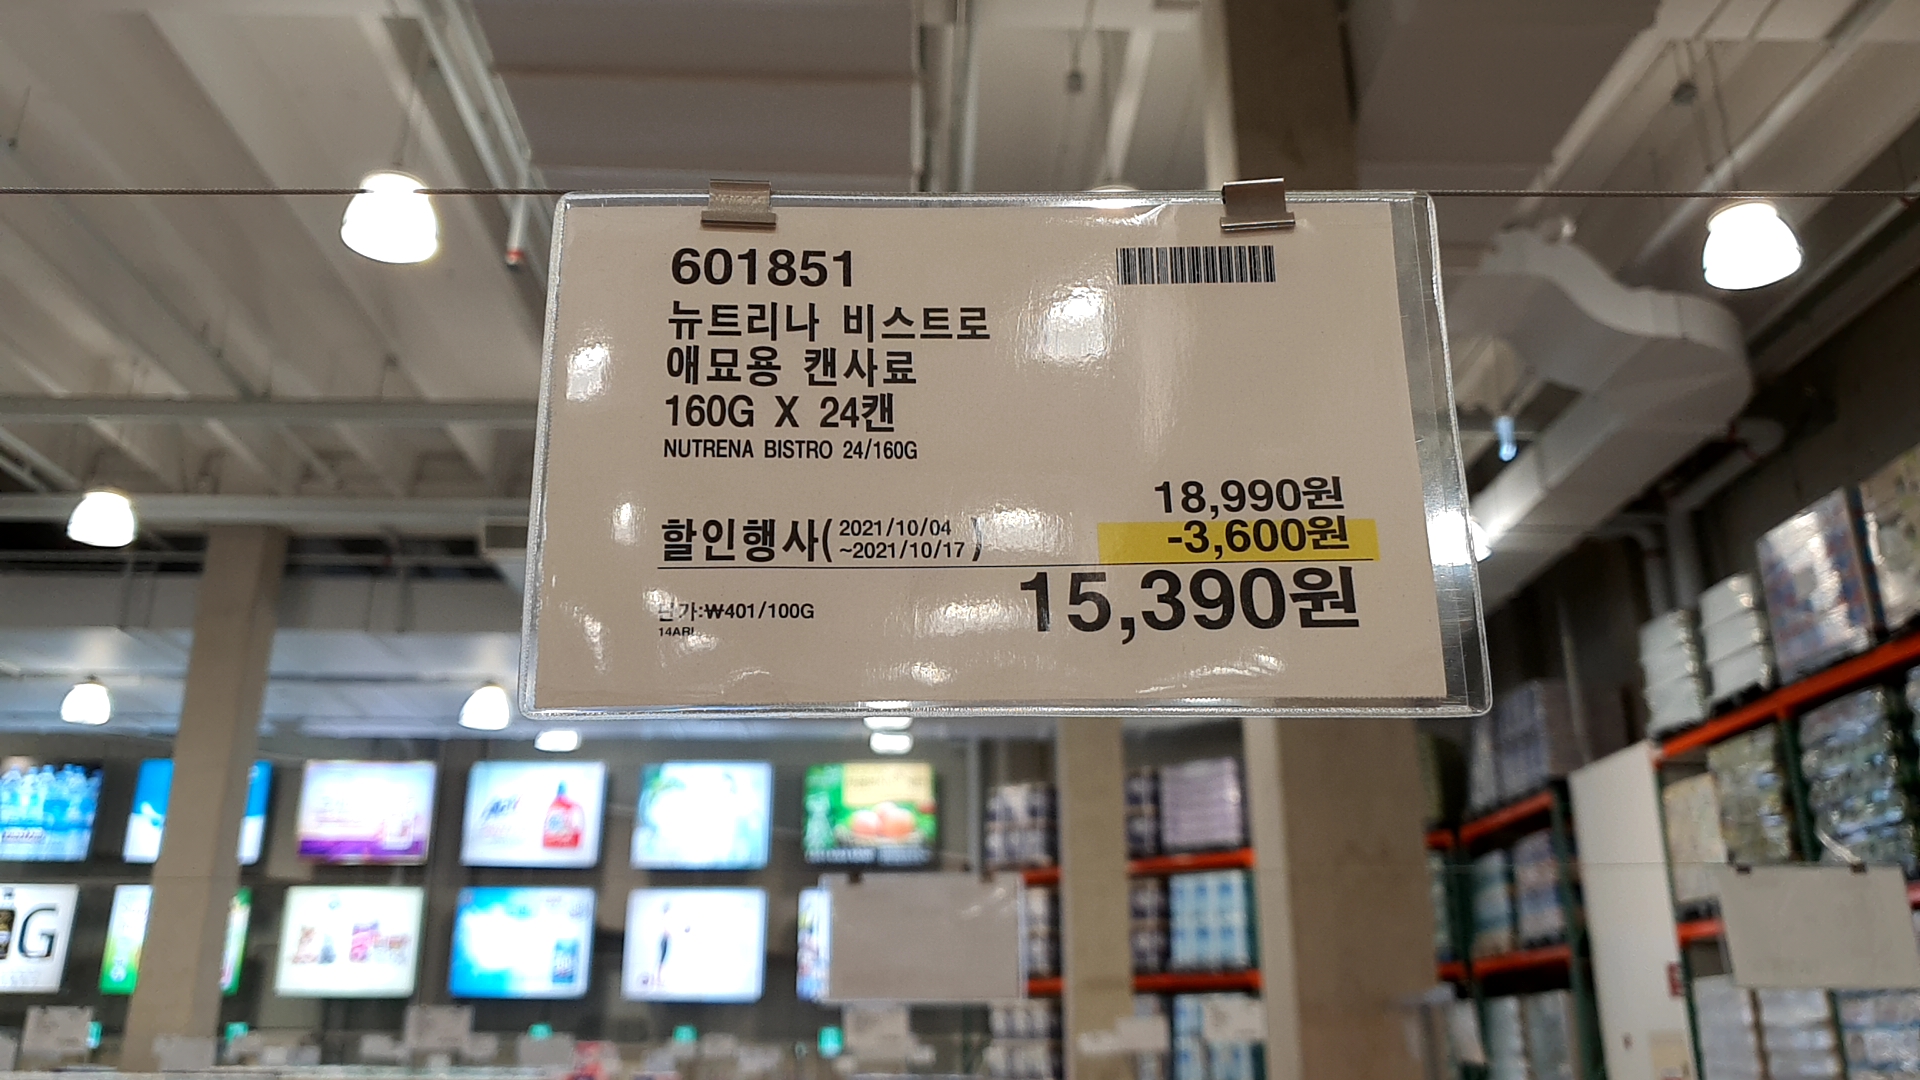 601851
뉴트리나 비스트로
애묘용 캔사료
160G X 24캔
NUTRENA BISTRO 24/160G
18,990원
-3,600원
할인행사( 2021/10/04
~2021/10/17 )
15,390원
단가:₩401/100G
14ARL